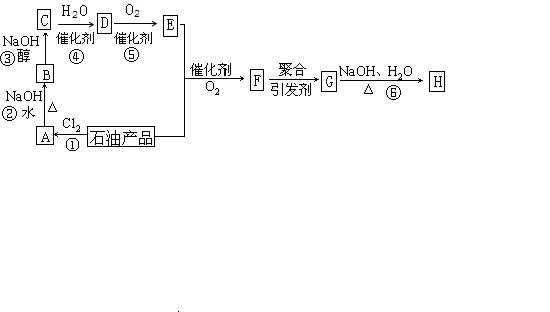 C H₂O D O₂ E
催化剂 催化剂
④ ⑤
NaOH
③醇
B
NaOH
②水 △
A Cl₂ 石油产品
①
催化剂 F 聚合 G NaOH、H₂O H
O₂ 引发剂 △ ⑥